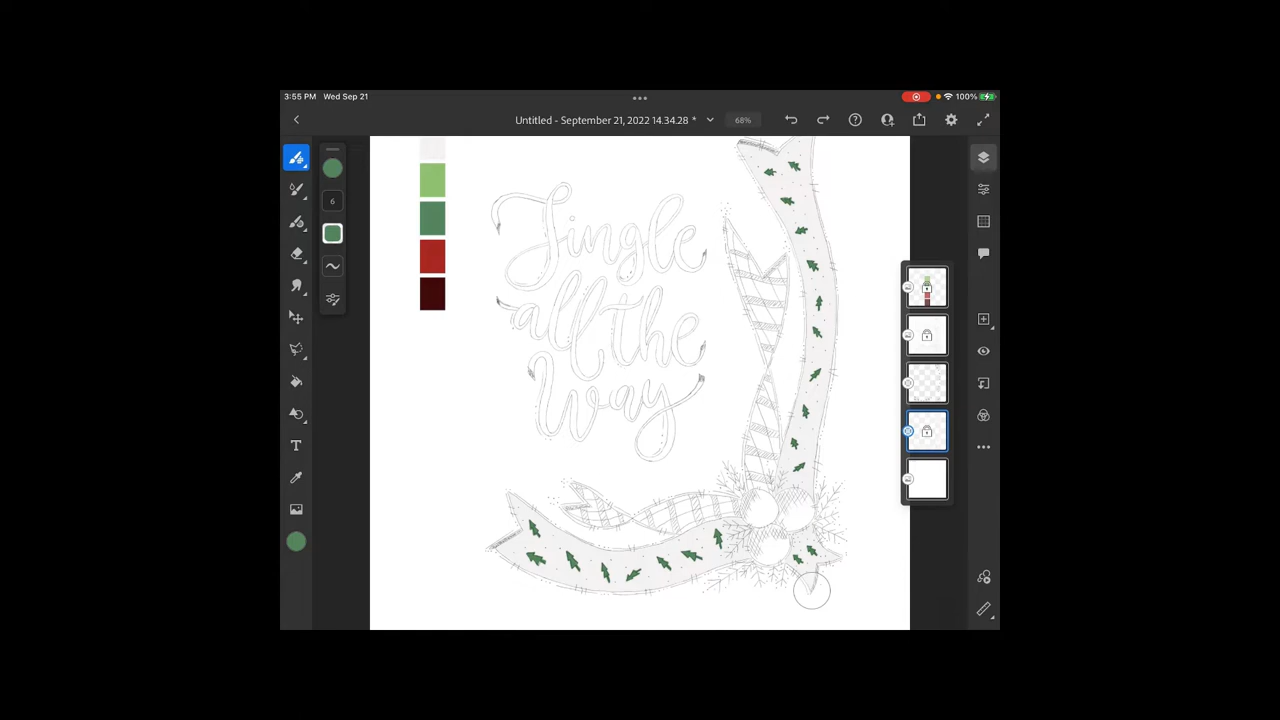 3:55 PM Wed Sep 21
100%
Untitled - September 21, 2022 14.34.28 *
68%
6
Jingle
all the
Way
T